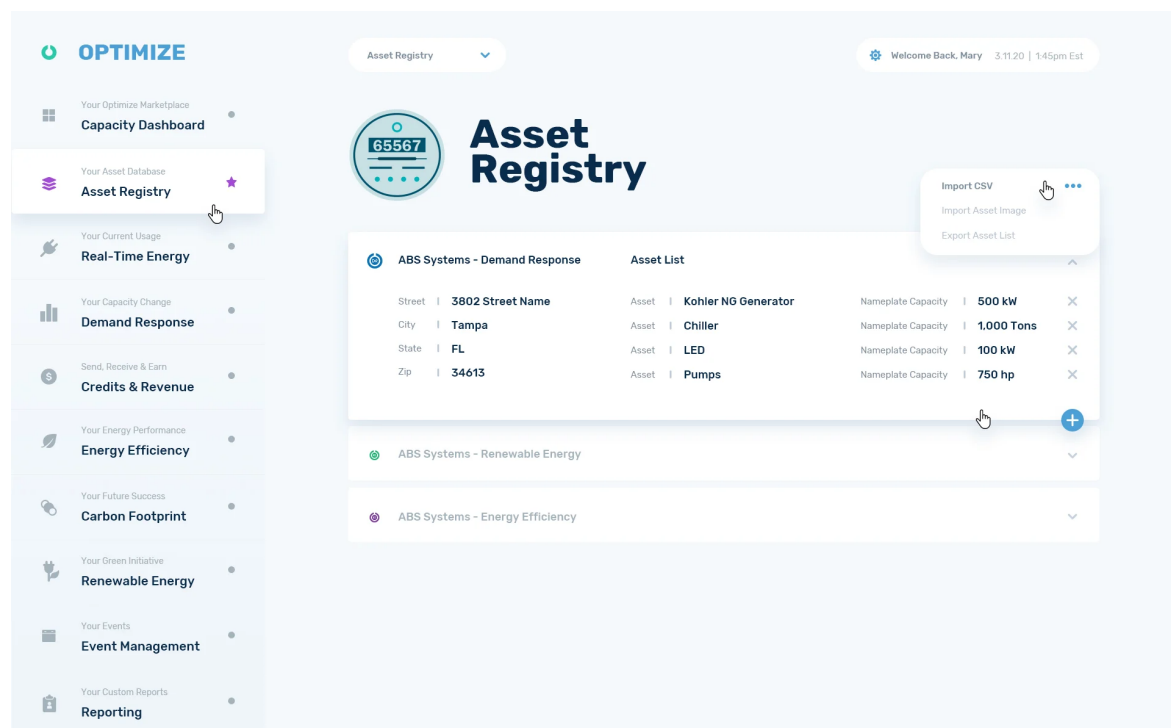 OPTIMIZE
Your Optimize Marketplace
Capacity Dashboard
Your Asset Database
Asset Registry
Your Current Usage
Real-Time Energy
Your Capacity Change
Demand Response
Send, Receive & Earn
$
Credits & Revenue
Your Energy Performance
Energy Efficiency
Your Future Success
Carbon Footprint
Your Green Initiative
Renewable Energy
Your Events
Event Management
Your Custom Reports
Reporting
Asset Registry
Welcome Back, Mary 3.11.20 | 1:45pm Est
65567
Asset
Registry
Import CSV
Import Asset Image
Export Asset List
ABS Systems - Demand Response Asset List
Street | 3802 Street Name Asset | Kohler NG Generator Nameplate Capacity | 500 kW
City | Tampa Asset | Chiller Nameplate Capacity | 1,000 Tons
State | FL Asset | LED Nameplate Capacity | 100 kW
Zip | 34613 Asset | Pumps Nameplate Capacity | 750 hp
ABS Systems - Renewable Energy
ABS Systems - Energy Efficiency